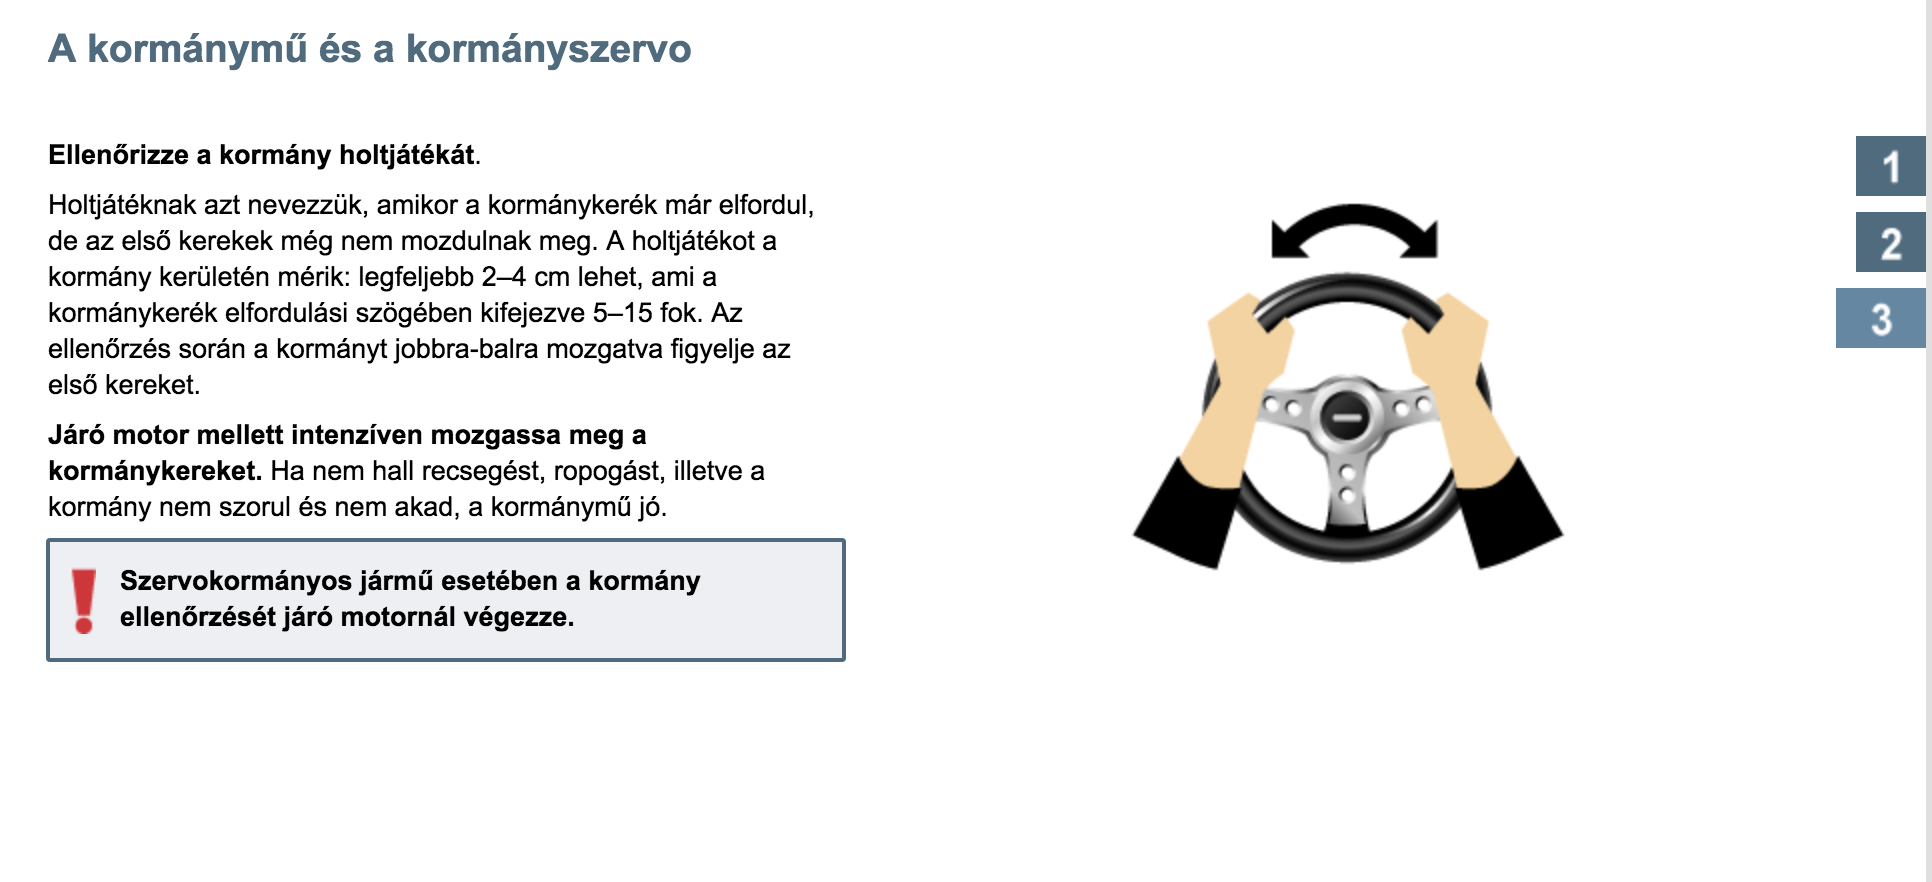 A kormánymű és a kormányszervo
Ellenőrizze a kormány holtjátékát.
Holtjátéknak azt nevezzük, amikor a kormánykerék már elfordul,
de az első kerekek még nem mozdulnak meg. A holtjátékot a
kormány kerületén mérik: legfeljebb 2–4 cm lehet, ami a
kormánykerék elfordulási szögében kifejezve 5–15 fok. Az
ellenőrzés során a kormányt jobbra-balra mozgatva figyelje az
első kereket.
Járó motor mellett intenzíven mozgassa meg a
kormánykereket. Ha nem hall recsegést, ropogást, illetve a
kormány nem szorul és nem akad, a kormánymű jó.
Szervokormányos jármű esetében a kormány
ellenőrzését járó motornál végezze.
1
2
3